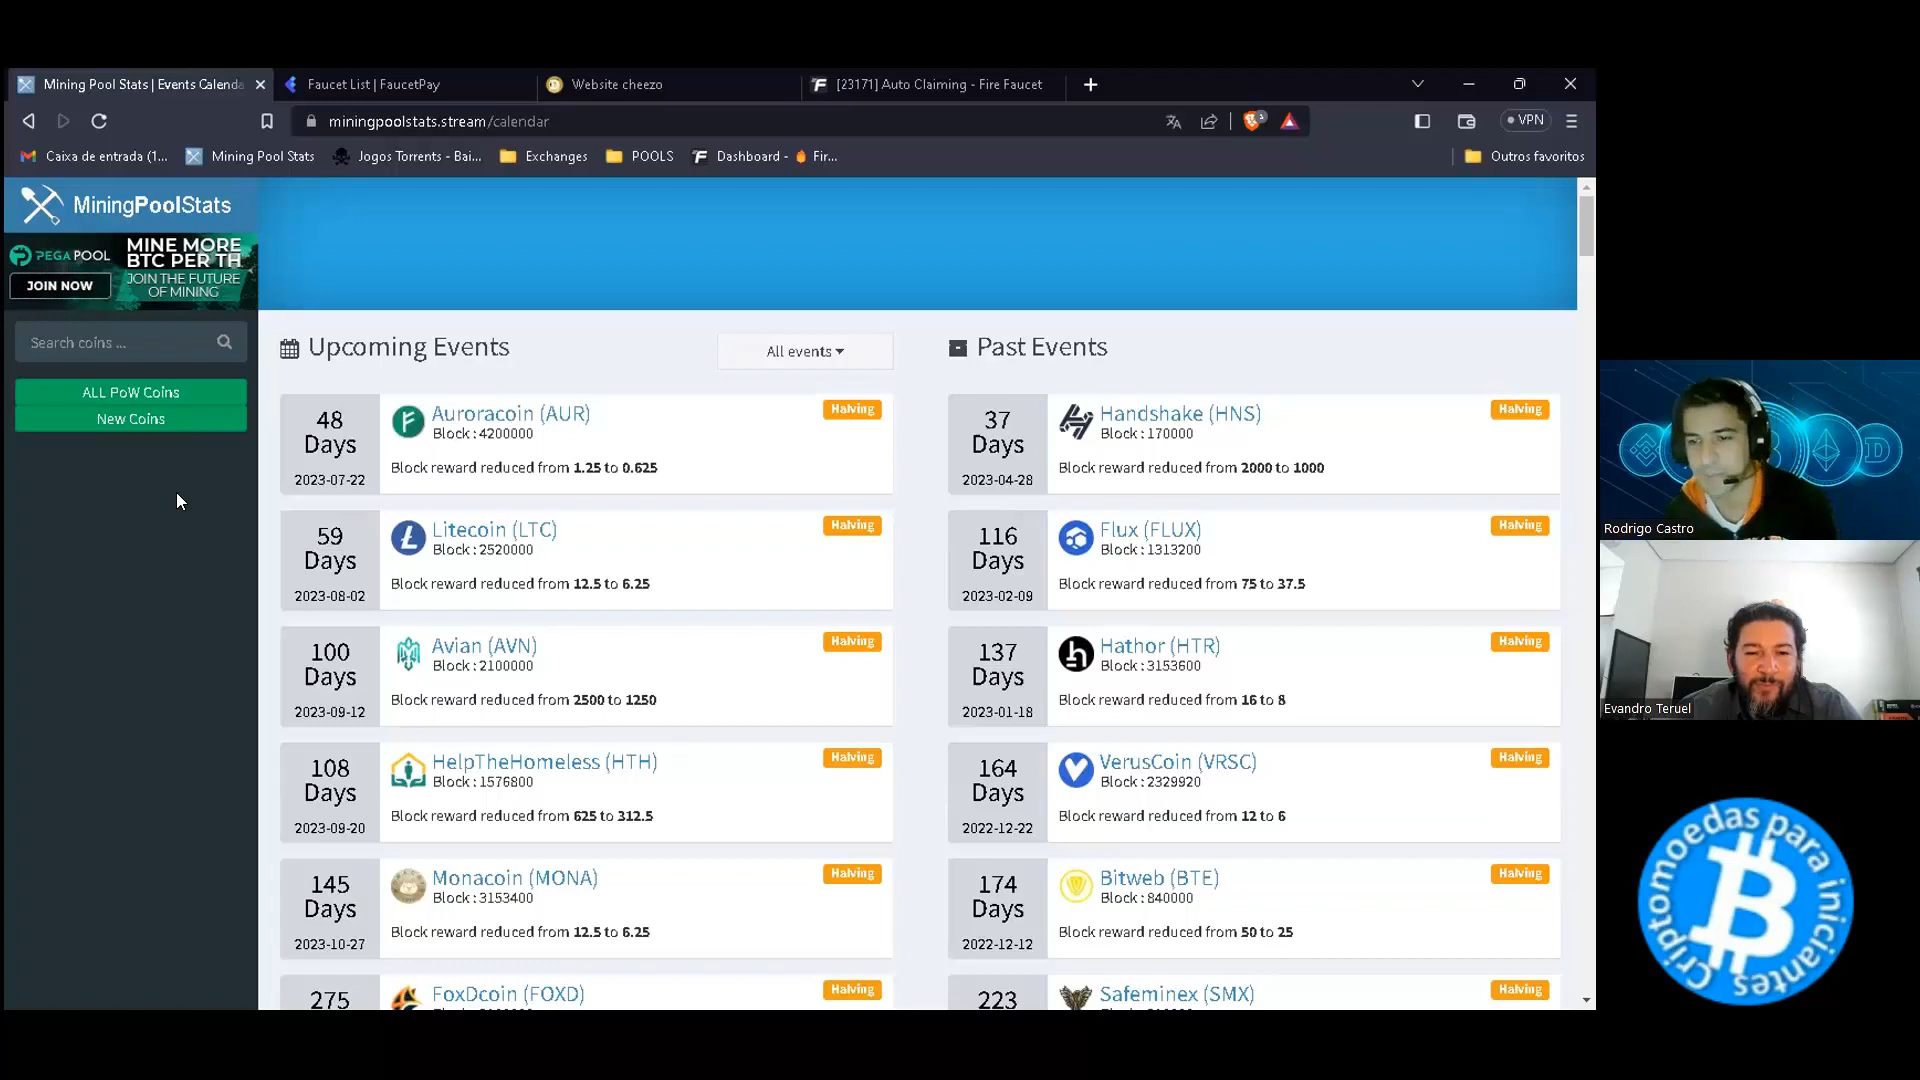 Mining Pool Stats | Events Calenda
Faucet List | FaucetPay
Website cheezo
[23171] Auto Claiming - Fire Faucet
miningpoolstats.stream/calendar
VPN
Caixa de entrada (1...
Mining Pool Stats
Jogos Torrents - Bai...
Exchanges
POOLS
Dashboard - Fir...
Outros favoritos
MiningPoolStats
PEGA POOL
JOIN NOW
MINE MORE
BTC PER TH
JOIN THE FUTURE
OF MINING
Search coins ...
ALL PoW Coins
New Coins
Upcoming Events
All events
48
Days
2023-07-22
Auroracoin (AUR)
Block : 4200000
Halving
Block reward reduced from 1.25 to 0.625
59
Days
2023-08-02
Litecoin (LTC)
Block : 2520000
Halving
Block reward reduced from 12.5 to 6.25
100
Days
2023-09-12
Avian (AVN)
Block : 2100000
Halving
Block reward reduced from 2500 to 1250
108
Days
2023-09-20
HelpTheHomeless (HTH)
Block : 1576800
Halving
Block reward reduced from 625 to 312.5
145
Days
2023-10-27
Monacoin (MONA)
Block : 3153400
Halving
Block reward reduced from 12.5 to 6.25
275
FoxDcoin (FOXD)
Halving
Past Events
37
Days
2023-04-28
Handshake (HNS)
Block : 170000
Halving
Block reward reduced from 2000 to 1000
116
Days
2023-02-09
Flux (FLUX)
Block : 1313200
Halving
Block reward reduced from 75 to 37.5
137
Days
2023-01-18
Hathor (HTR)
Block : 3153600
Halving
Block reward reduced from 16 to 8
164
Days
2022-12-22
VerusCoin (VRSC)
Block : 2329920
Halving
Block reward reduced from 12 to 6
174
Days
2022-12-12
Bitweb (BTE)
Block : 840000
Halving
Block reward reduced from 50 to 25
223
Safeminex (SMX)
Halving
Rodrigo Castro
Evandro Teruel
Criptomoedas para iniciantes